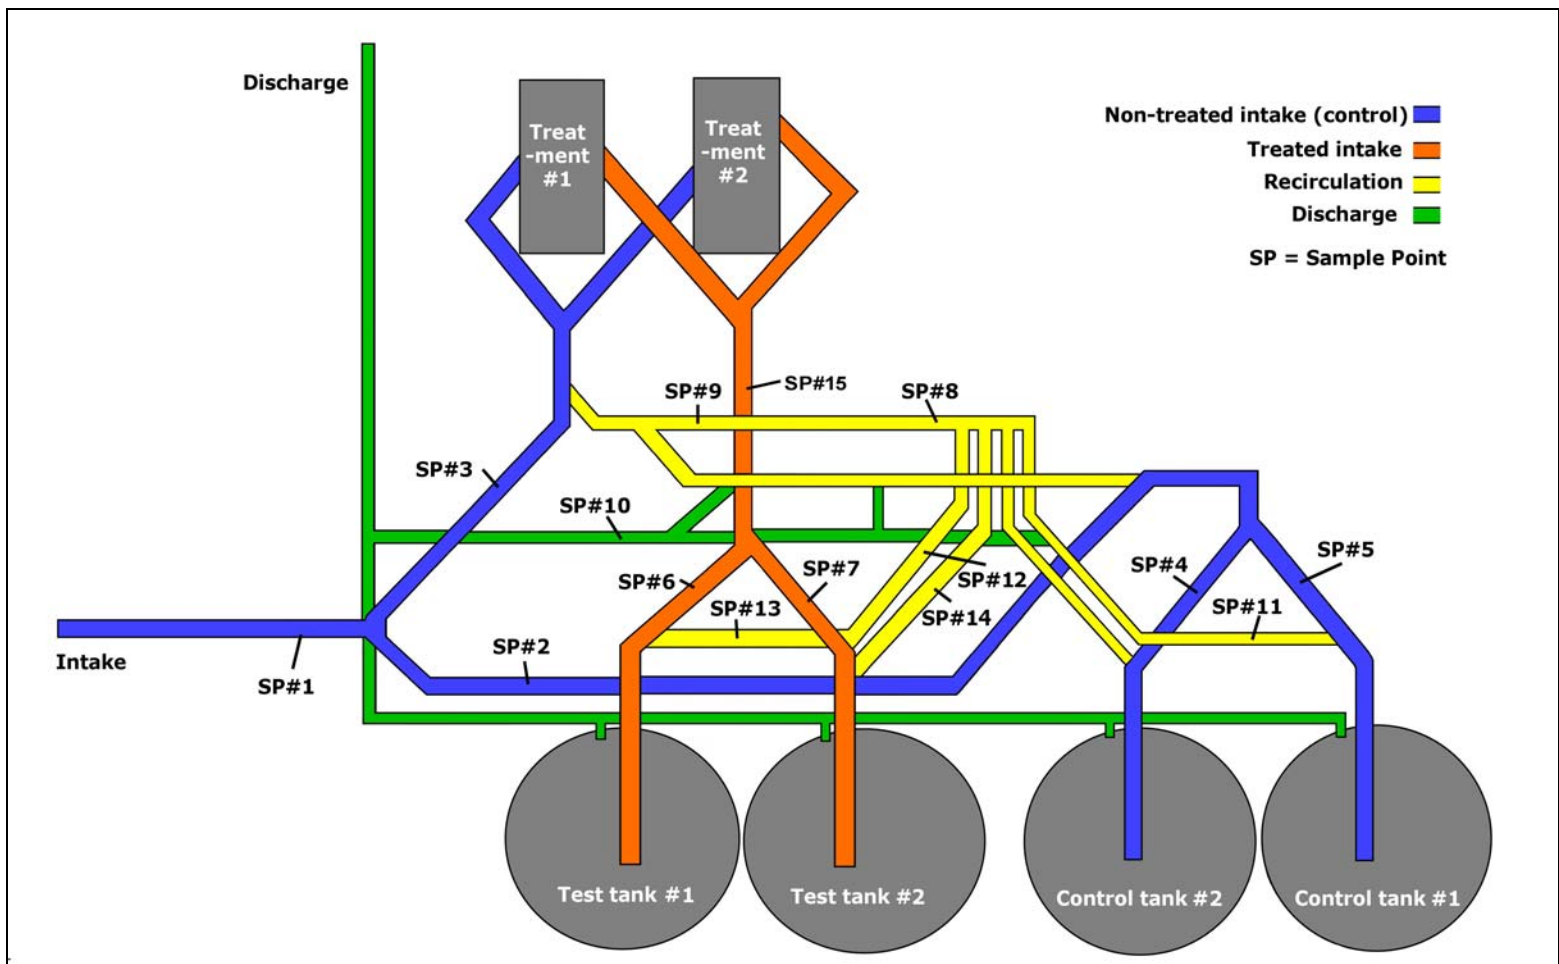 Discharge
Treat
-ment
#1
Treat
-ment
#2
Non-treated intake (control)
Treated intake
Recirculation
Discharge
SP = Sample Point
SP#9
SP#15
SP#8
SP#3
SP#10
SP#6
SP#7
SP#12
SP#4
SP#5
SP#13
SP#14
SP#11
Intake
SP#1
SP#2
Test tank #1
Test tank #2
Control tank #2
Control tank #1